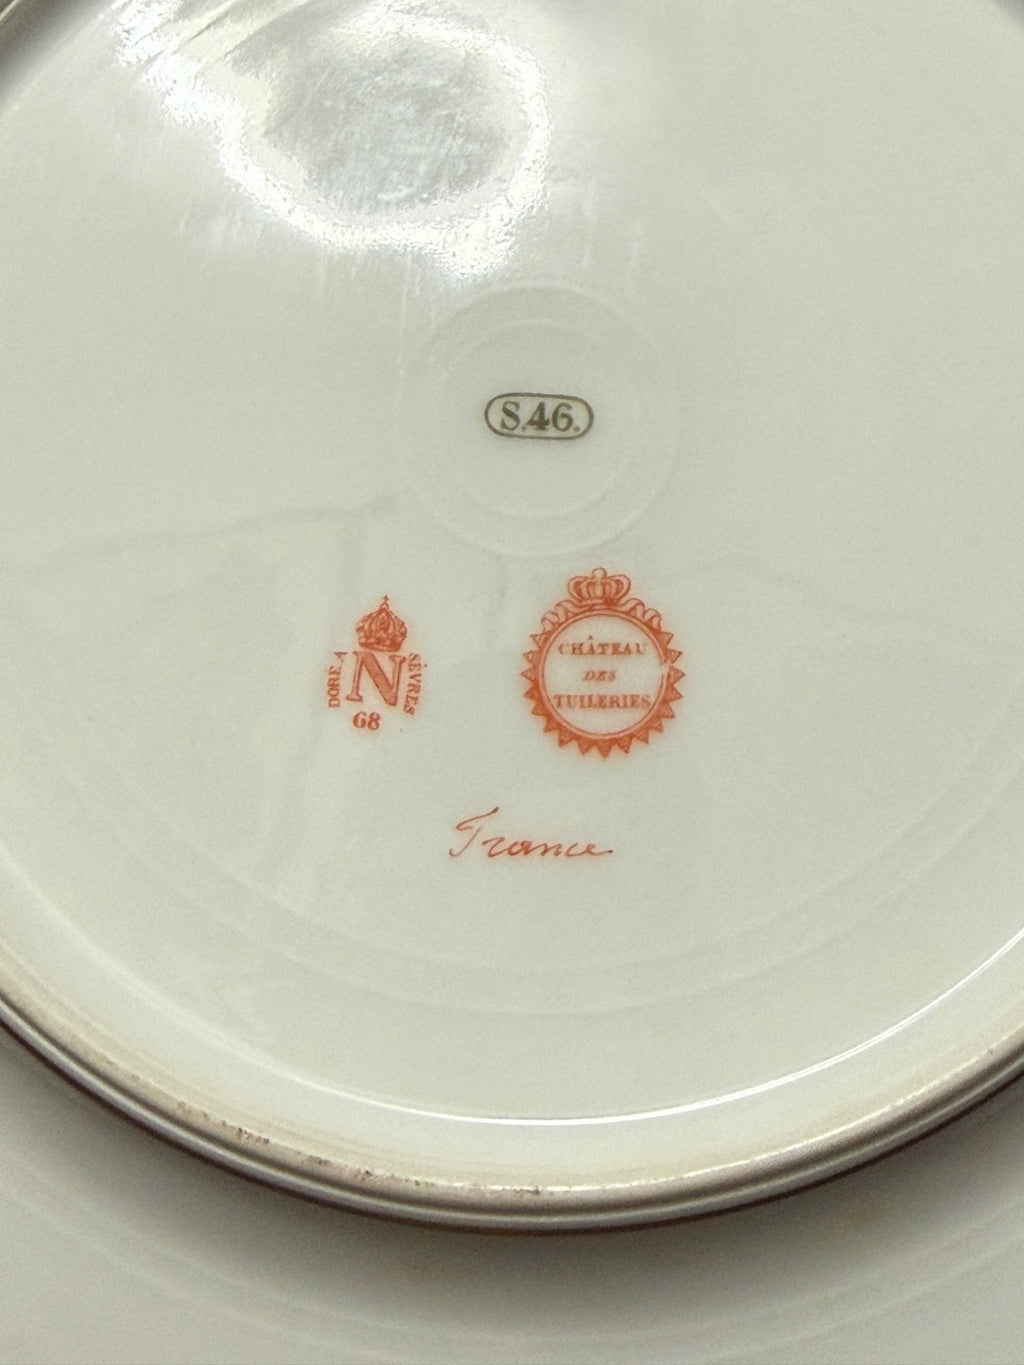 S.46.
DORÉ A
N
SÈVRES
68
CHÂTEAU
DES
TUILERIES
France